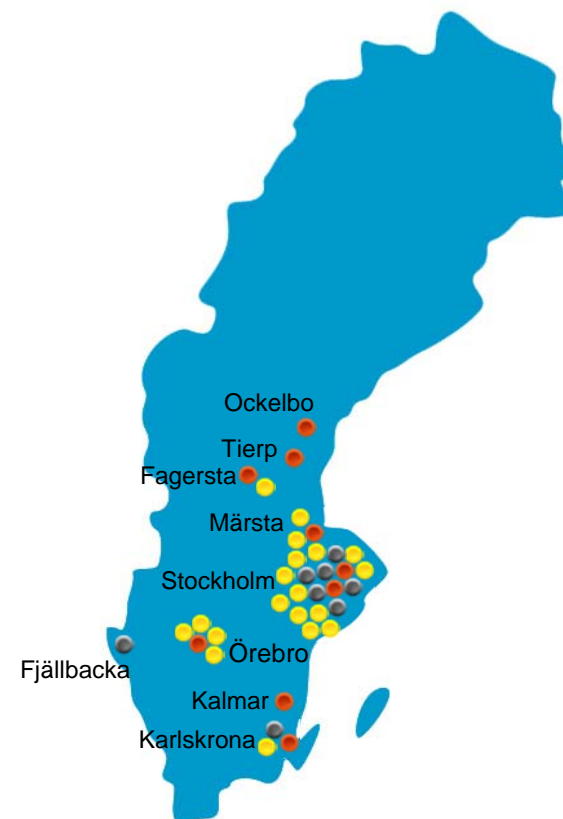 Ockelbo
Tierp
Fagersta
Märsta
Stockholm
Örebro
Fjällbacka
Kalmar
Karlskrona